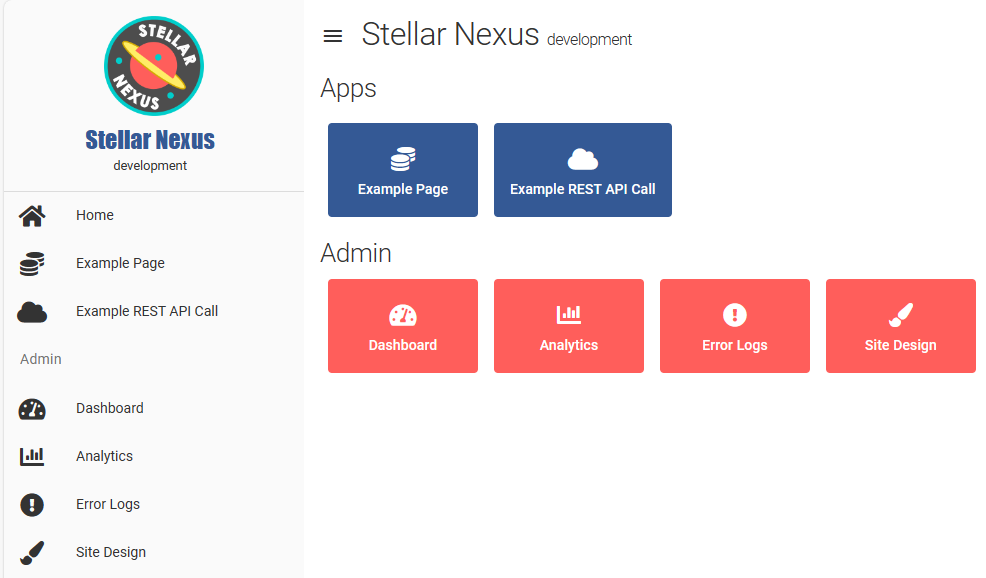 STELLAR
NEXUS
Stellar Nexus
development
Home
Example Page
Example REST API Call
Admin
Dashboard
Analytics
Error Logs
Site Design
Stellar Nexus development
Apps
Example Page
Example REST API Call
Admin
Dashboard
Analytics
Error Logs
Site Design